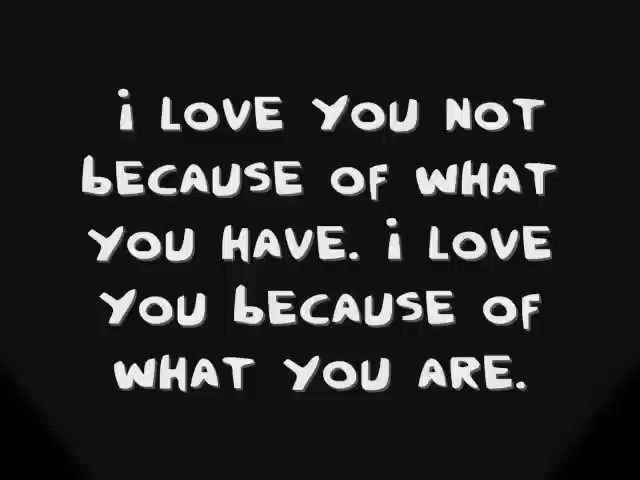 i LOVE YOU NOT
bECAUSE OF WHAT
YOU HAVE. i LOVE
YOU bECAUSE OF
WHAT YOU ARE.